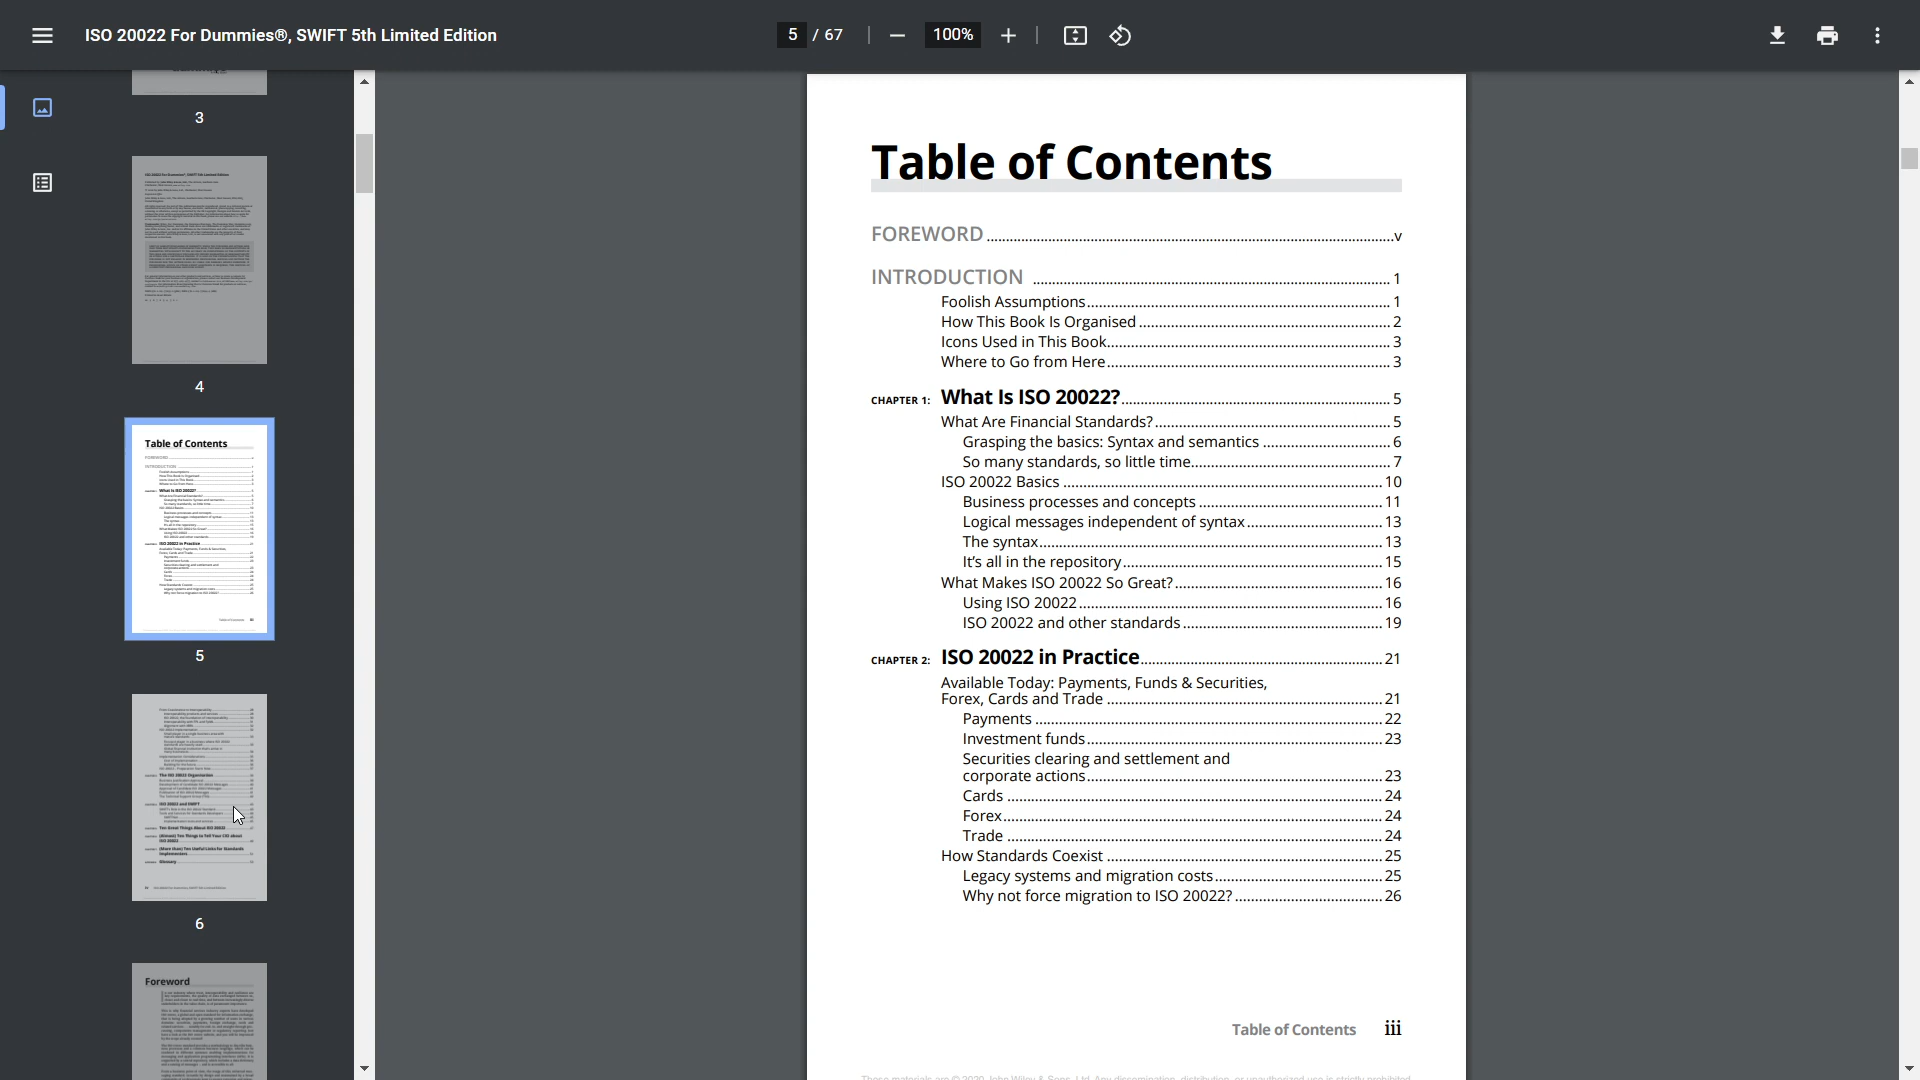 ISO 20022 For Dummies®, SWIFT 5th Limited Edition
5 / 67
100%
3
4
5
6
Table of Contents
Foreword
Table of Contents
FOREWORD ........ v
INTRODUCTION ........ 1
Foolish Assumptions ........ 1
How This Book Is Organised ........ 2
Icons Used in This Book ........ 3
Where to Go from Here ........ 3
CHAPTER 1: What Is ISO 20022? ........ 5
What Are Financial Standards? ........ 5
Grasping the basics: Syntax and semantics ........ 6
So many standards, so little time ........ 7
ISO 20022 Basics ........ 10
Business processes and concepts ........ 11
Logical messages independent of syntax ........ 13
The syntax ........ 13
It’s all in the repository ........ 15
What Makes ISO 20022 So Great? ........ 16
Using ISO 20022 ........ 16
ISO 20022 and other standards ........ 19
CHAPTER 2: ISO 20022 in Practice ........ 21
Available Today: Payments, Funds & Securities,
Forex, Cards and Trade ........ 21
Payments ........ 22
Investment funds ........ 23
Securities clearing and settlement and
corporate actions ........ 23
Cards ........ 24
Forex ........ 24
Trade ........ 24
How Standards Coexist ........ 25
Legacy systems and migration costs ........ 25
Why not force migration to ISO 20022? ........ 26
Table of Contents iii